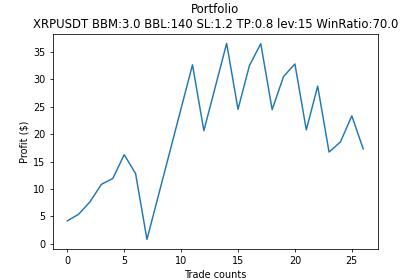 Portfolio
XRPUSDT BBM:3.0 BBL:140 SL:1.2 TP:0.8 lev:15 WinRatio:70.0
35
30
25
20
15
10
5
0
Profit ($)
0 5 10 15 20 25
Trade counts